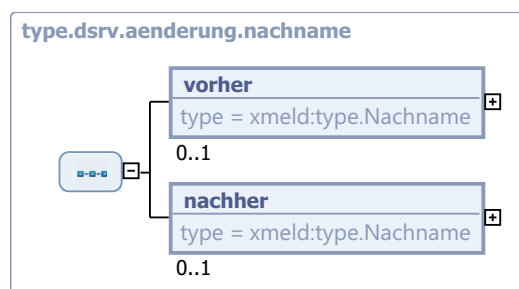 type.dsrv.aenderung.nachname
vorher
type = xmeld:type.Nachname
0..1
nachher
type = xmeld:type.Nachname
0..1